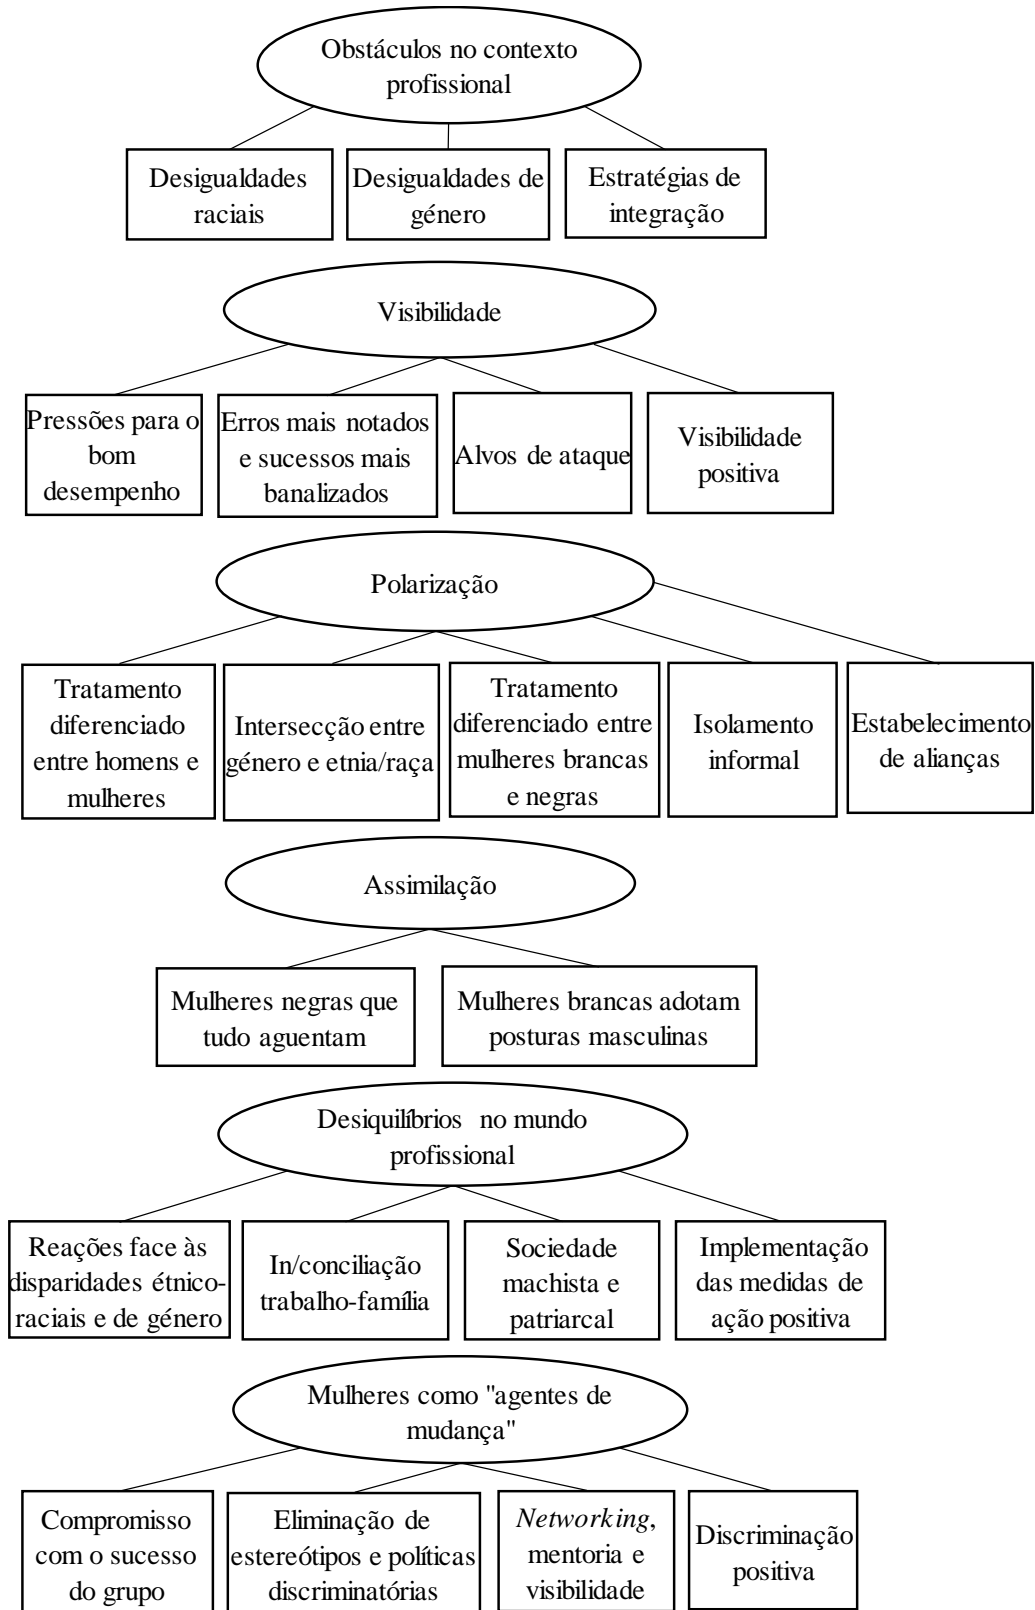 Obstáculos no contexto
profissional
Desigualdades
raciais
Desigualdades de
género
Estratégias de
integração
Visibilidade
Pressões para o
bom
desempenho
Erros mais notados
e sucessos mais
banalizados
Alvos de ataque
Visibilidade
positiva
Polarização
Tratamento
diferenciado
entre homens e
mulheres
Intersecção entre
género e etnia/raça
Tratamento
diferenciado entre
mulheres brancas
e negras
Isolamento
informal
Estabelecimento
de alianças
Assimilação
Mulheres negras que
tudo aguentam
Mulheres brancas adotam
posturas masculinas
Desiquilíbrios no mundo
profissional
Reações face às
disparidades étnico-
raciais e de género
In/conciliação
trabalho-família
Sociedade
machista e
patriarcal
Implementação
das medidas de
ação positiva
Mulheres como "agentes de
mudança"
Compromisso
com o sucesso
do grupo
Eliminação de
estereótipos e políticas
discriminatórias
Networking,
mentoria e
visibilidade
Discriminação
positiva